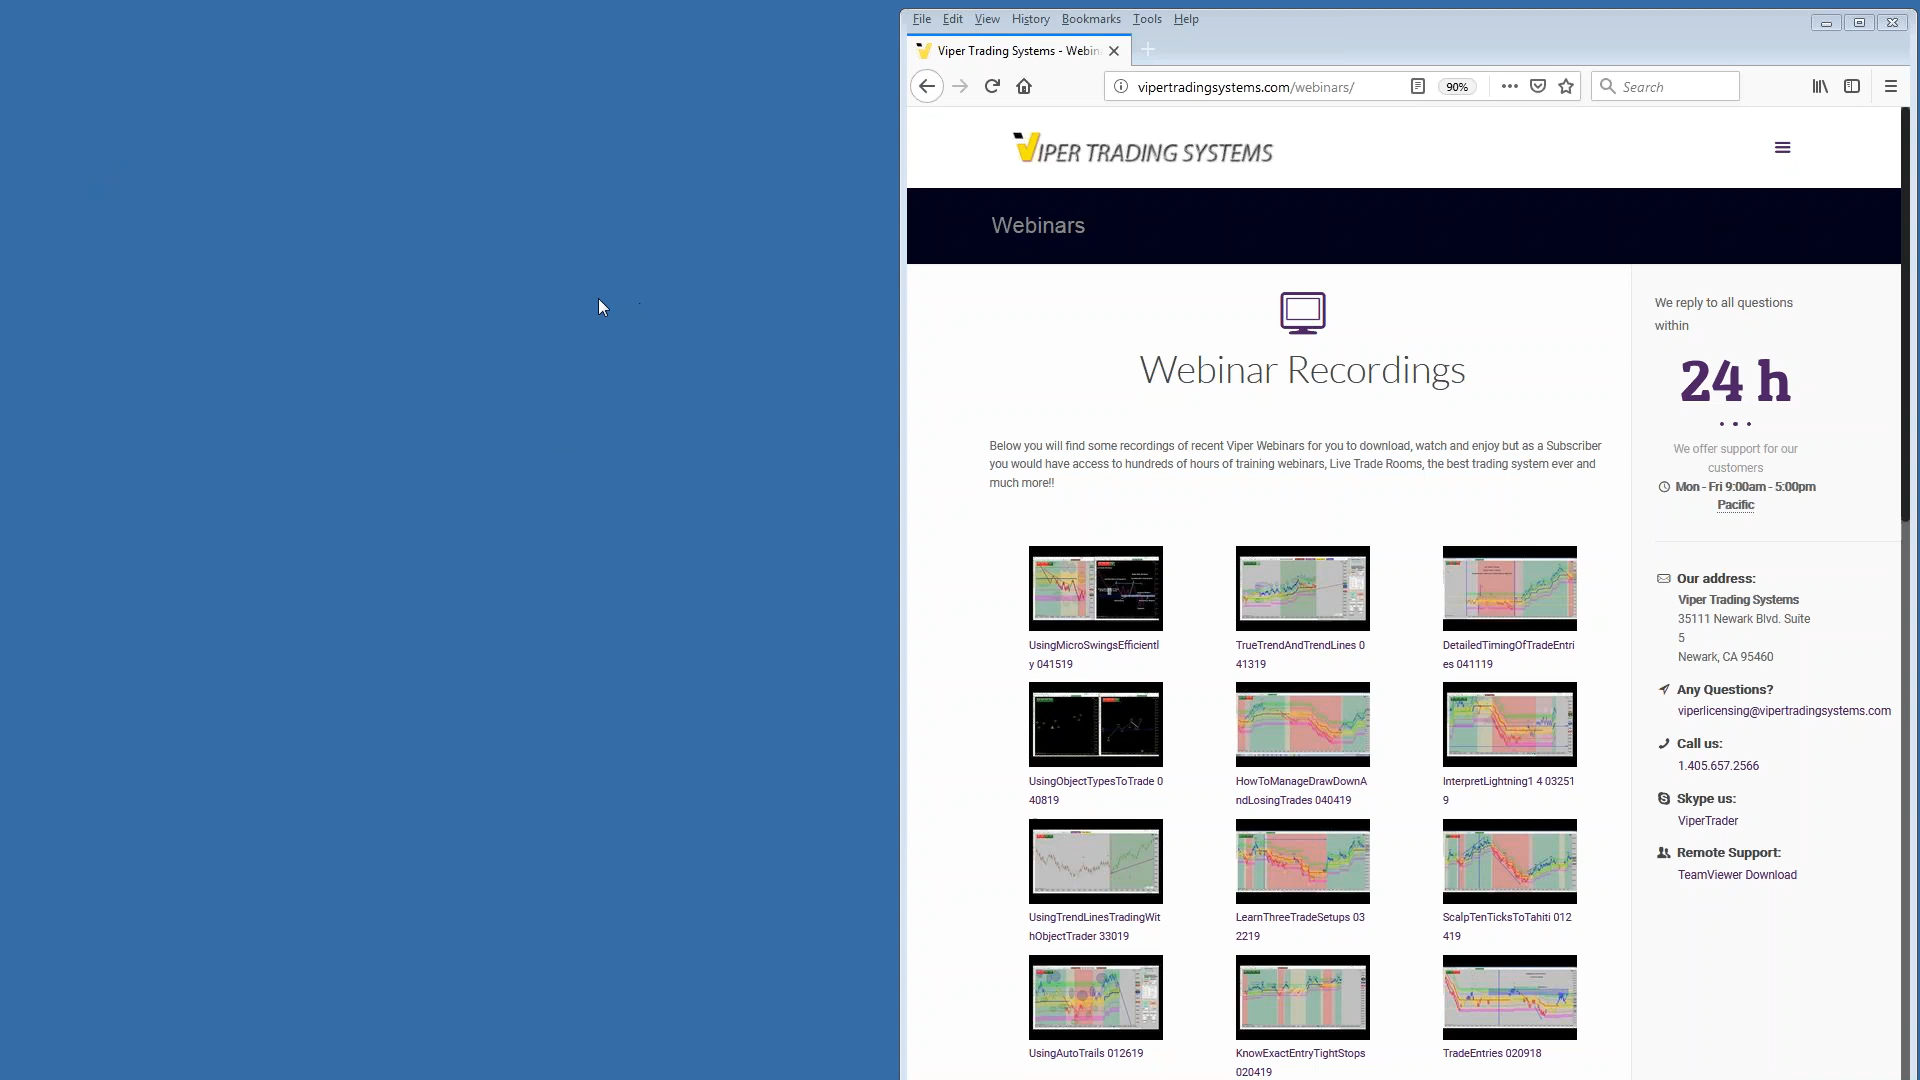 File Edit View History Bookmarks Tools Help
Viper Trading Systems - Webin
vipertradingsystems.com/webinars/
90%
Search
VIPER TRADING SYSTEMS
Webinars
Webinar Recordings
Below you will find some recordings of recent Viper Webinars for you to download, watch and enjoy but as a Subscriber
you would have access to hundreds of hours of training webinars, Live Trade Rooms, the best trading system ever and
much more!!
UsingMicroSwingsEfficientl
y 041519
TrueTrendAndTrendLines 0
41319
DetailedTimingOfTradeEntri
es 041119
UsingObjectTypesToTrade 0
40819
HowToManageDrawDownA
ndLosingTrades 040419
InterpretLightning1 4 03251
9
UsingTrendLinesTradingWit
hObjectTrader 33019
LearnThreeTradeSetups 03
2219
ScalpTenTicksToTahiti 012
419
UsingAutoTrails 012619
KnowExactEntryTightStops
020419
TradeEntries 020918
We reply to all questions
within
24 h
We offer support for our
customers
Mon - Fri 9:00am - 5:00pm
Pacific
Our address:
Viper Trading Systems
35111 Newark Blvd. Suite
5
Newark, CA 95460
Any Questions?
viperlicensing@vipertradingsystems.com
Call us:
1.405.657.2566
Skype us:
ViperTrader
Remote Support:
TeamViewer Download